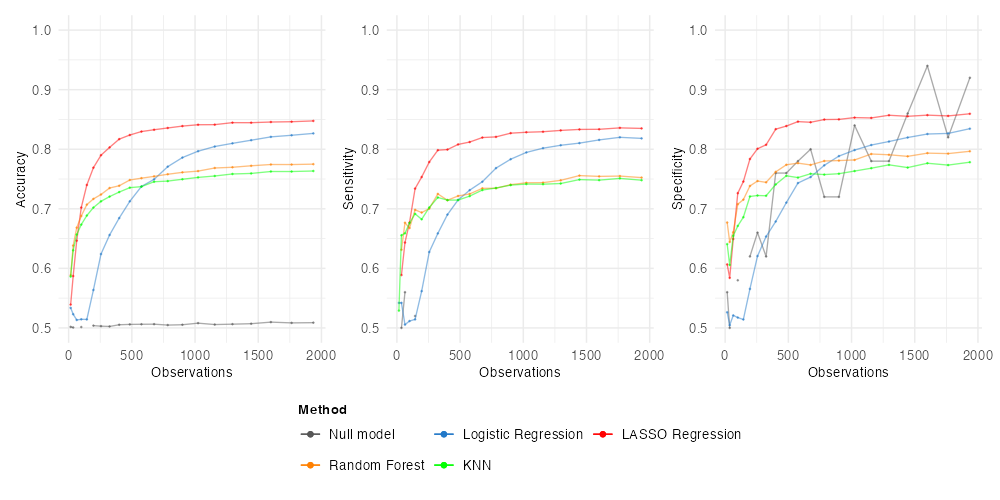 Accuracy
1.0
0.9
0.8
0.7
0.6
0.5
0 500 1000 1500 2000
Observations
Sensitivity
1.0
0.9
0.8
0.7
0.6
0.5
0 500 1000 1500 2000
Observations
Specificity
1.0
0.9
0.8
0.7
0.6
0.5
0 500 1000 1500 2000
Observations
Method
Null model Logistic Regression LASSO Regression
Random Forest KNN